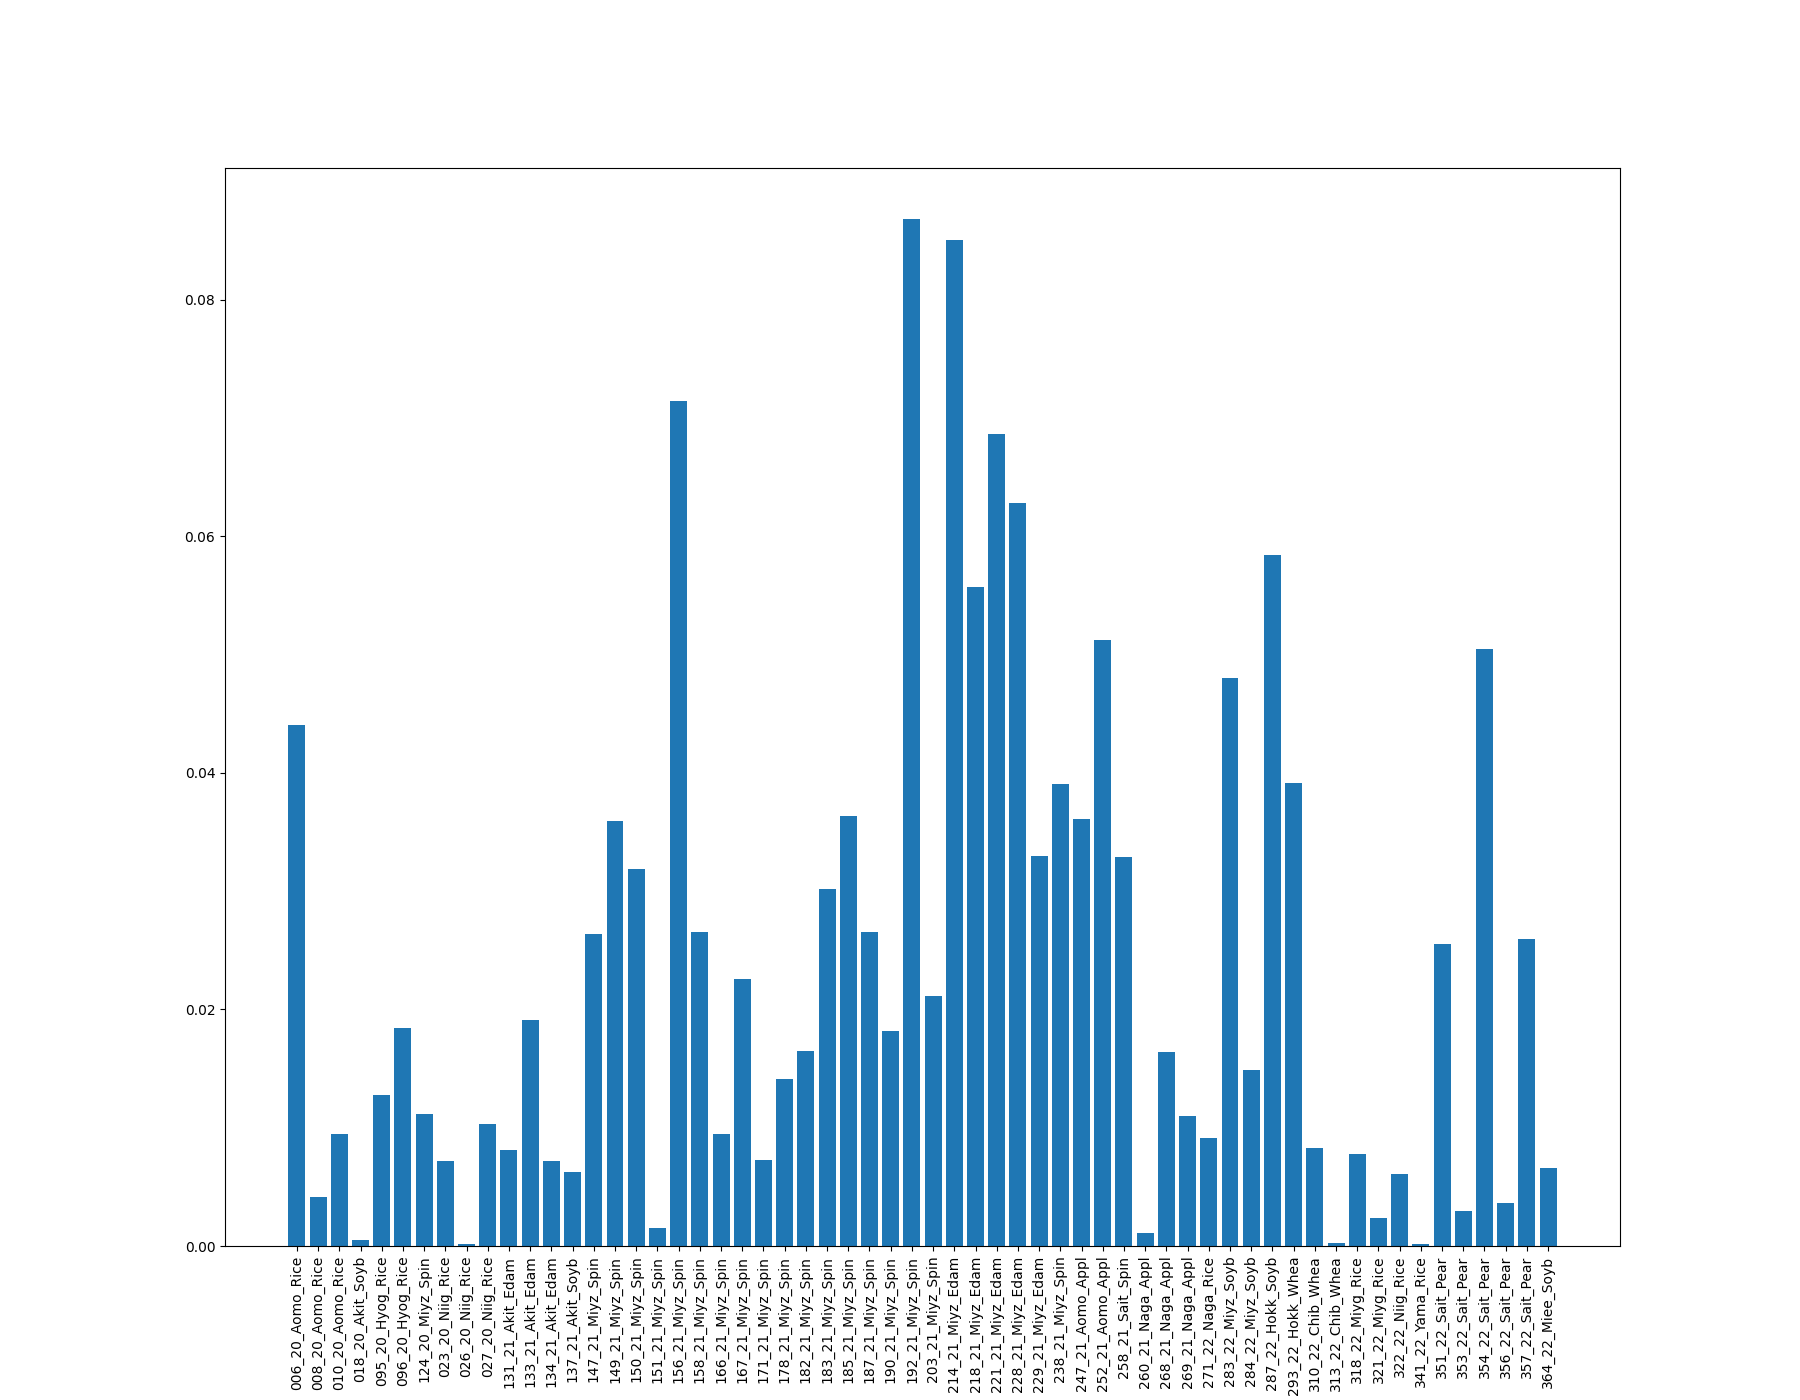 0.08
0.06
0.04
0.02
0.00
006_20_Aomo_Rice
008_20_Aomo_Rice
010_20_Aomo_Rice
018_20_Akit_Soyb
095_20_Hyog_Rice
096_20_Hyog_Rice
124_20_Miyz_Spin
023_20_Niig_Rice
026_20_Niig_Rice
027_20_Niig_Rice
131_21_Akit_Edam
133_21_Akit_Edam
134_21_Akit_Edam
137_21_Akit_Soyb
147_21_Miyz_Spin
149_21_Miyz_Spin
150_21_Miyz_Spin
151_21_Miyz_Spin
156_21_Miyz_Spin
158_21_Miyz_Spin
166_21_Miyz_Spin
167_21_Miyz_Spin
171_21_Miyz_Spin
178_21_Miyz_Spin
182_21_Miyz_Spin
183_21_Miyz_Spin
185_21_Miyz_Spin
187_21_Miyz_Spin
190_21_Miyz_Spin
192_21_Miyz_Spin
203_21_Miyz_Spin
214_21_Miyz_Edam
218_21_Miyz_Edam
221_21_Miyz_Edam
228_21_Miyz_Edam
229_21_Miyz_Edam
238_21_Miyz_Spin
247_21_Aomo_Appl
252_21_Aomo_Appl
258_21_Sait_Spin
260_21_Naga_Appl
268_21_Naga_Appl
269_21_Naga_Appl
271_22_Naga_Rice
283_22_Miyz_Soyb
284_22_Miyz_Soyb
287_22_Hokk_Soyb
293_22_Hokk_Whea
310_22_Chib_Whea
313_22_Chib_Whea
318_22_Miyg_Rice
321_22_Miyg_Rice
322_22_Niig_Rice
341_22_Yama_Rice
351_22_Sait_Pear
353_22_Sait_Pear
354_22_Sait_Pear
356_22_Sait_Pear
357_22_Sait_Pear
364_22_Miee_Soyb